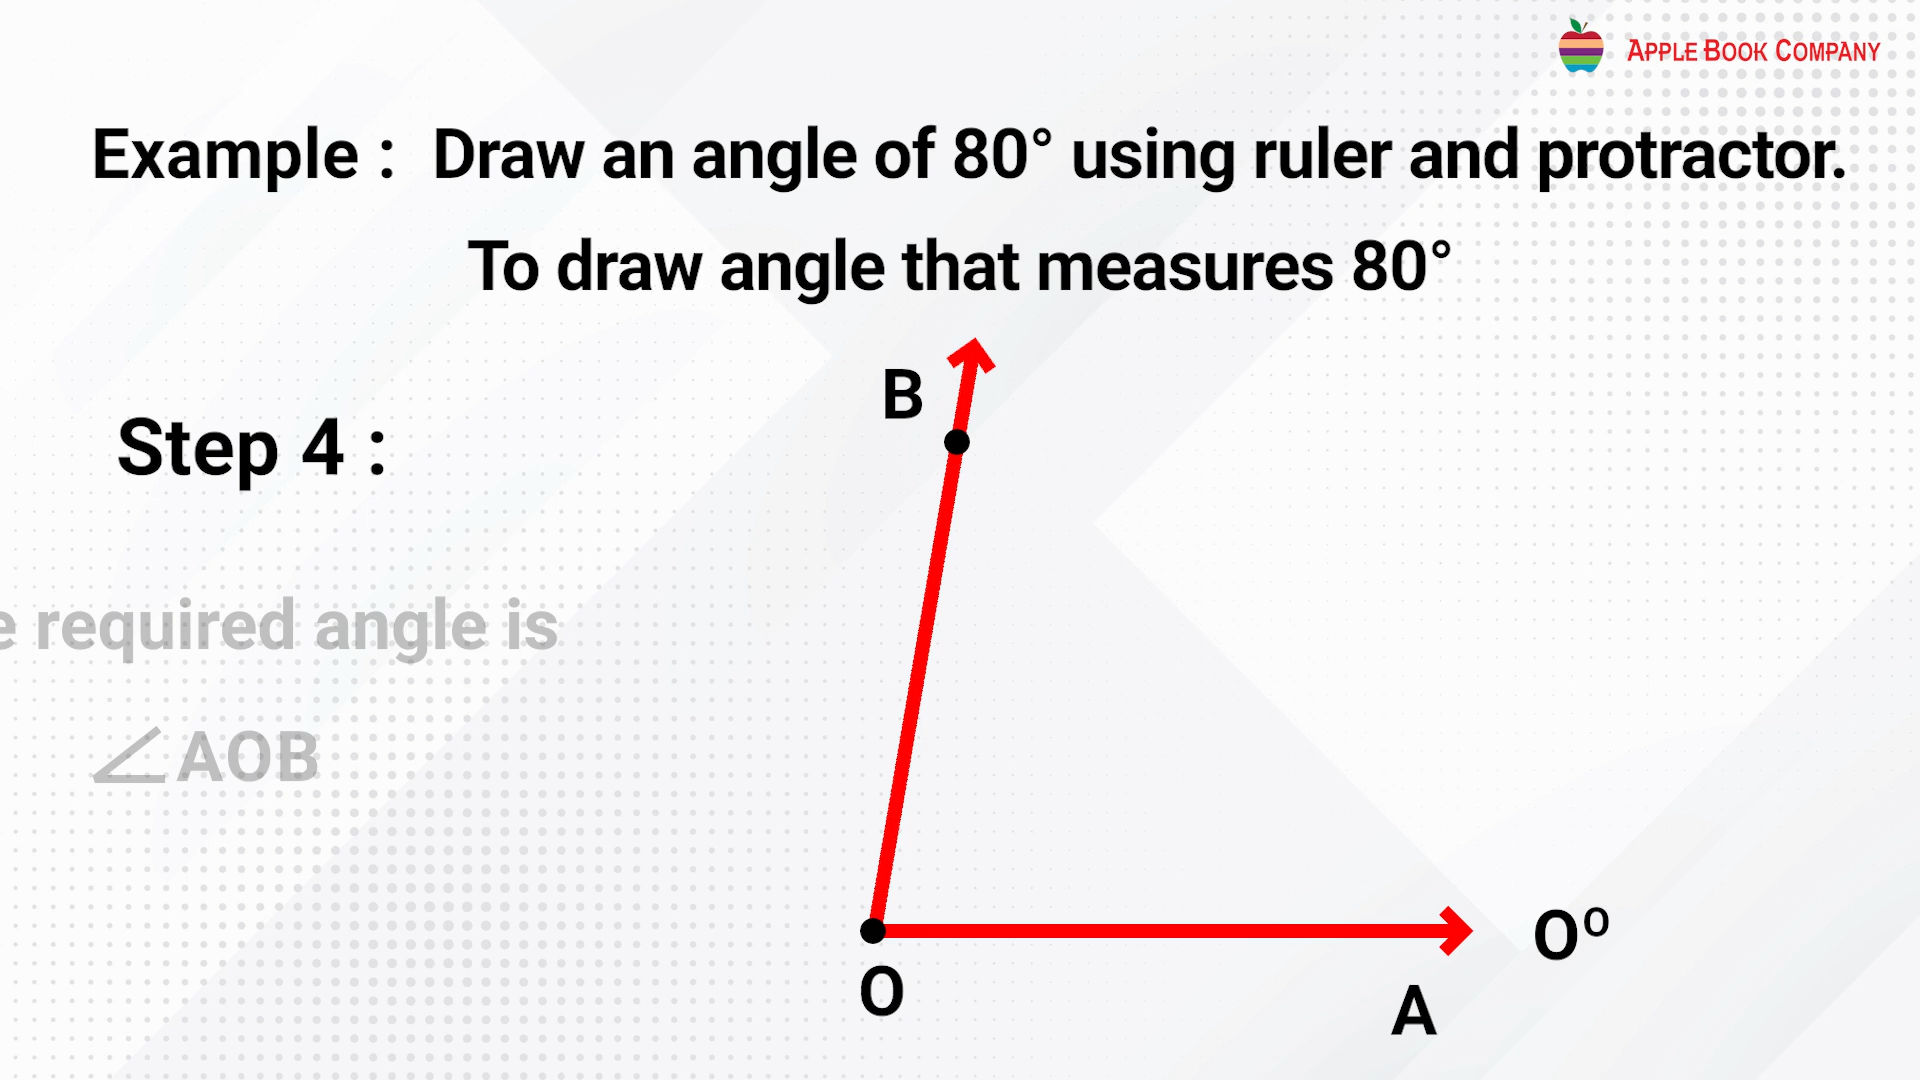 APPLE BOOK COMPANY
Example : Draw an angle of 80° using ruler and protractor.
To draw angle that measures 80°
B
Step 4 :
e required angle is
∠AOB
O⁰
O
A